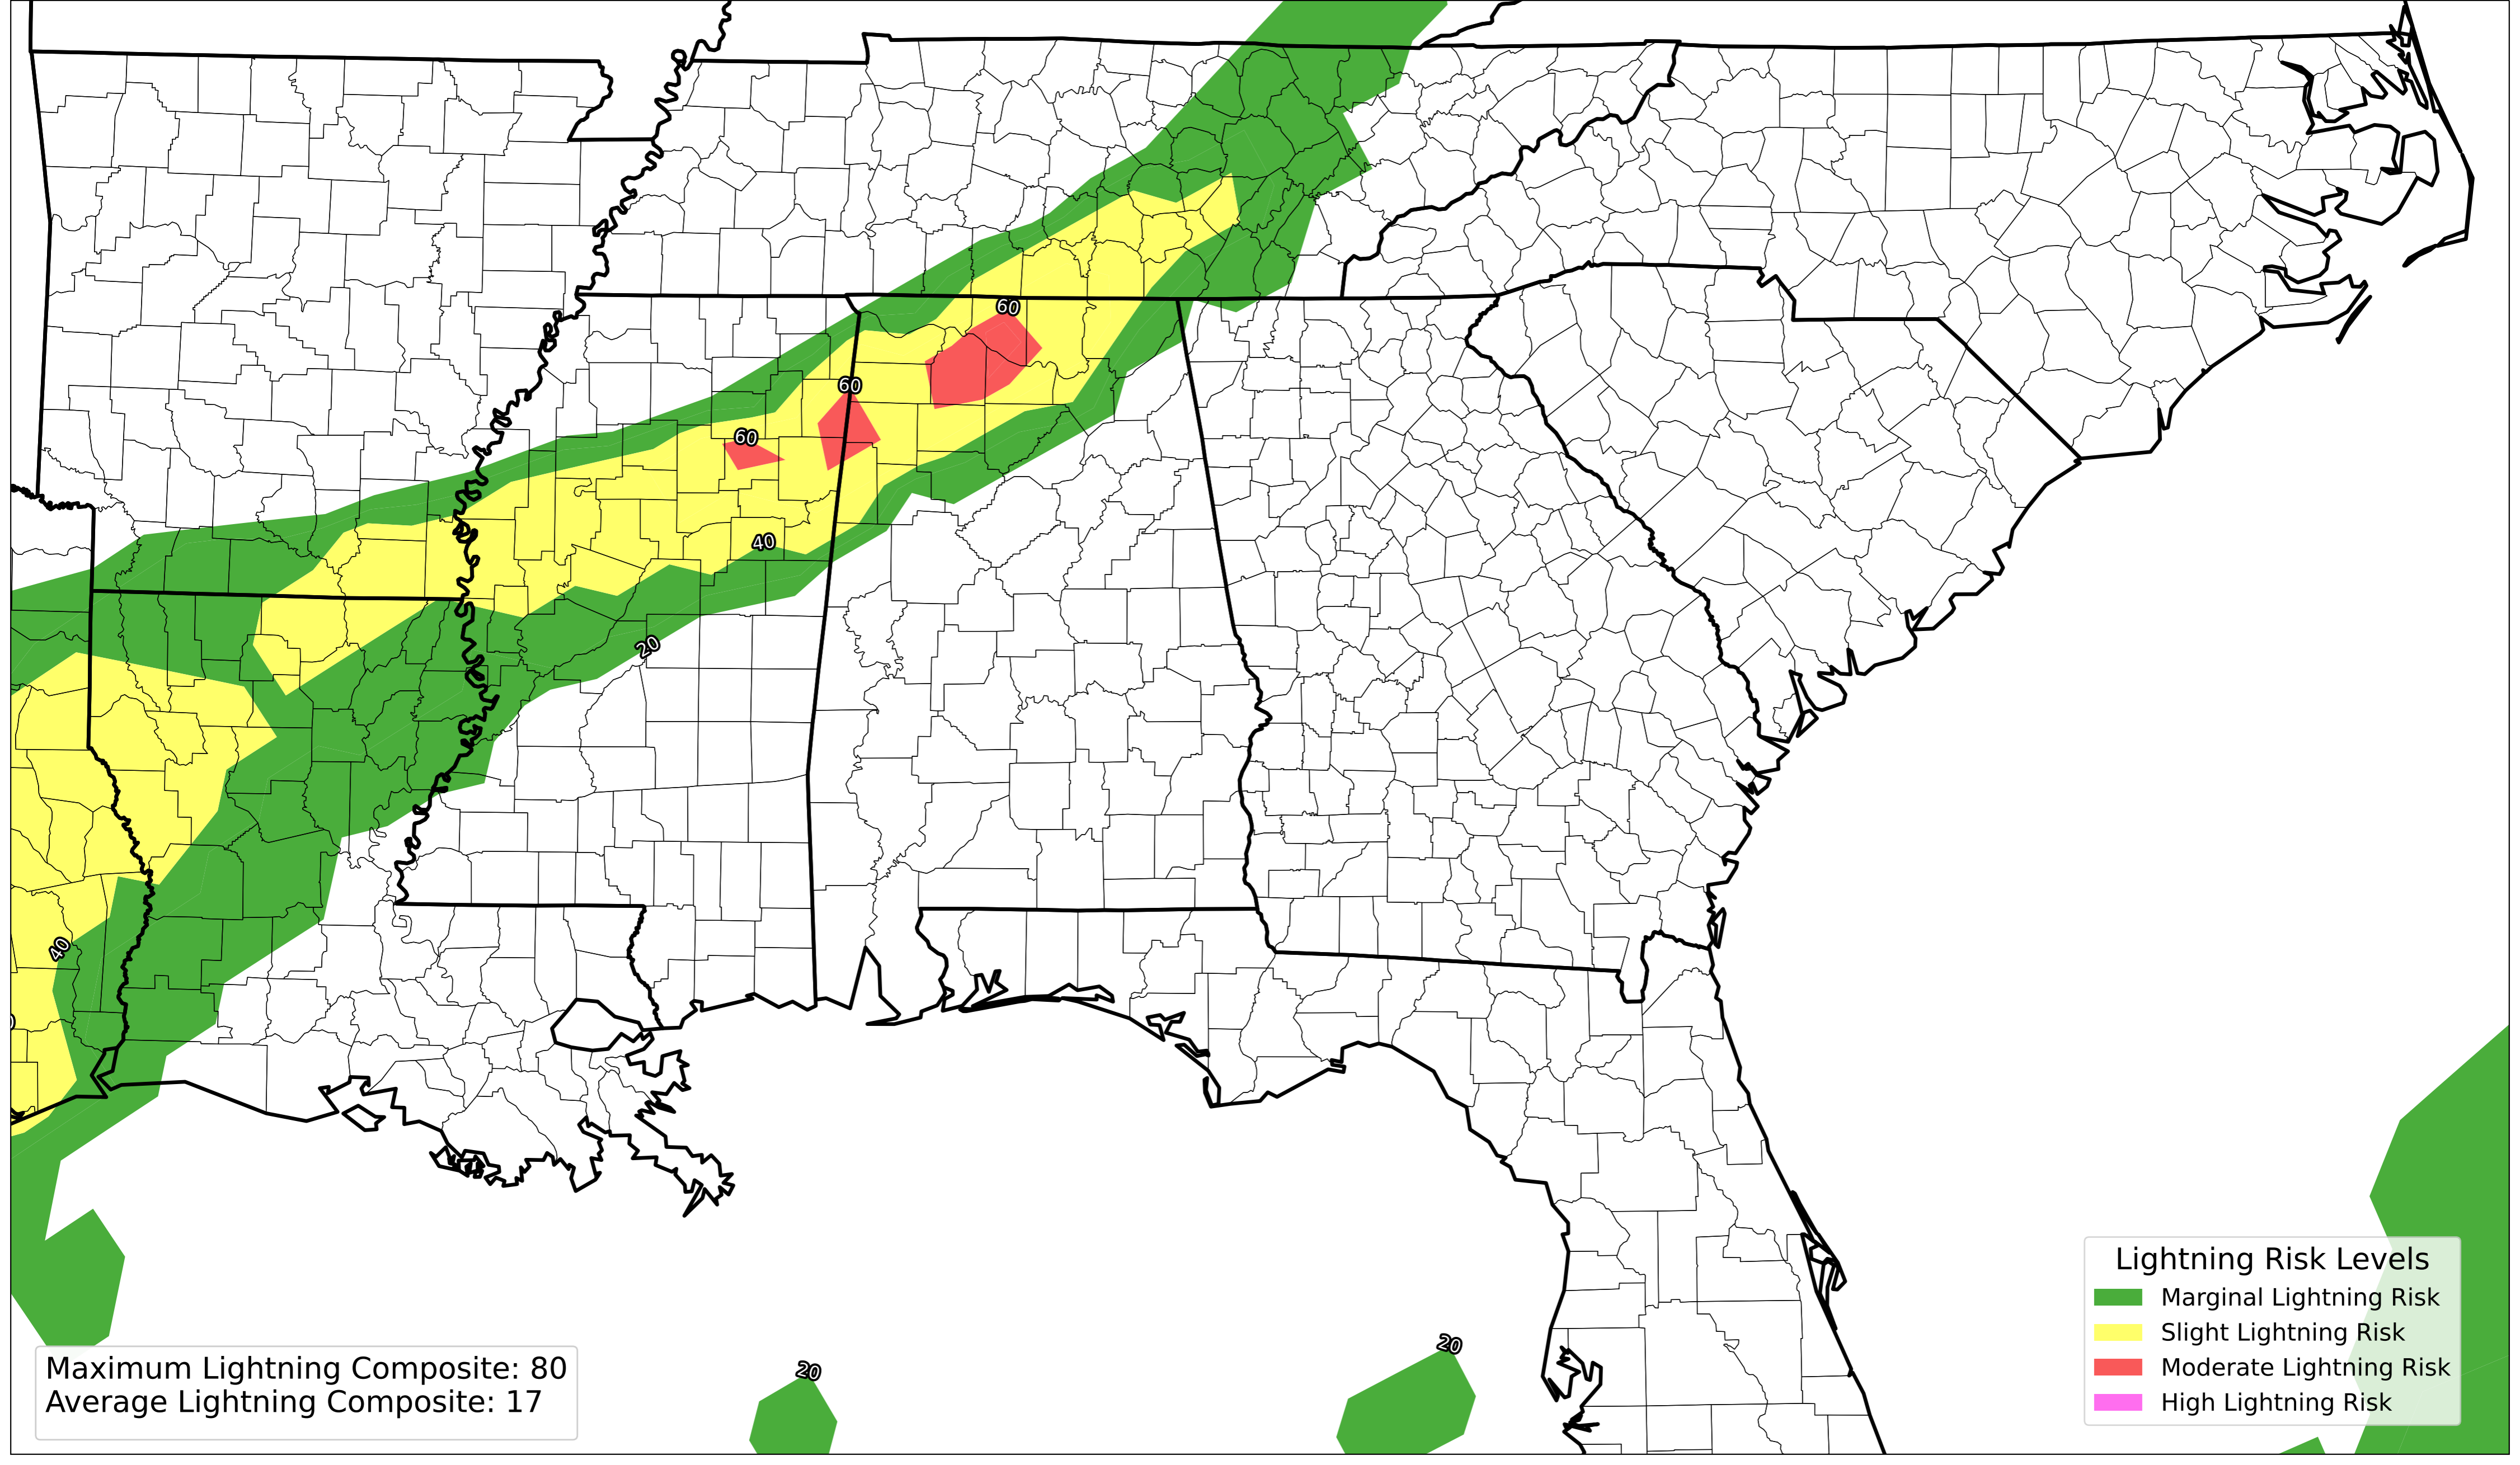 60
60
60
40
20
40
20
20
Lightning Risk Levels
Marginal Lightning Risk
Slight Lightning Risk
Moderate Lightning Risk
High Lightning Risk
Maximum Lightning Composite: 80
Average Lightning Composite: 17